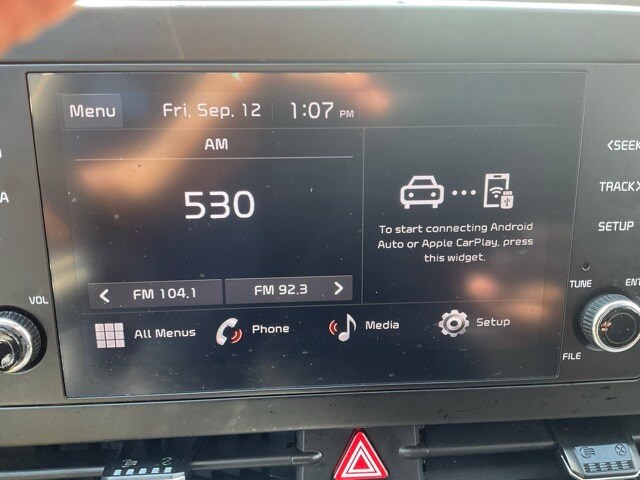 Menu Fri, Sep. 12 1:07 PM
AM
530
To start connecting Android
Auto or Apple CarPlay, press
this widget.
< FM 104.1 FM 92.3 >
All Menus Phone Media Setup
VOL
<SEEK
TRACK>
SETUP
TUNE
FILE